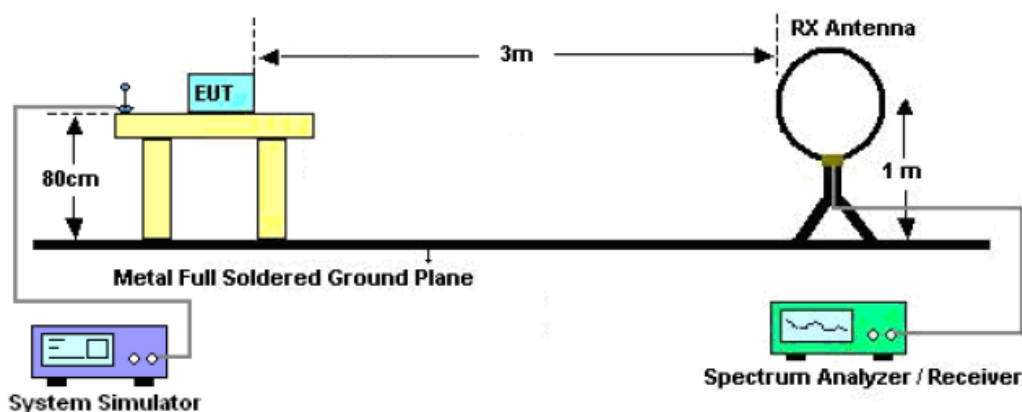 RX Antenna
3m
EUT
80cm
1 m
Metal Full Soldered Ground Plane
Spectrum Analyzer / Receiver
System Simulator